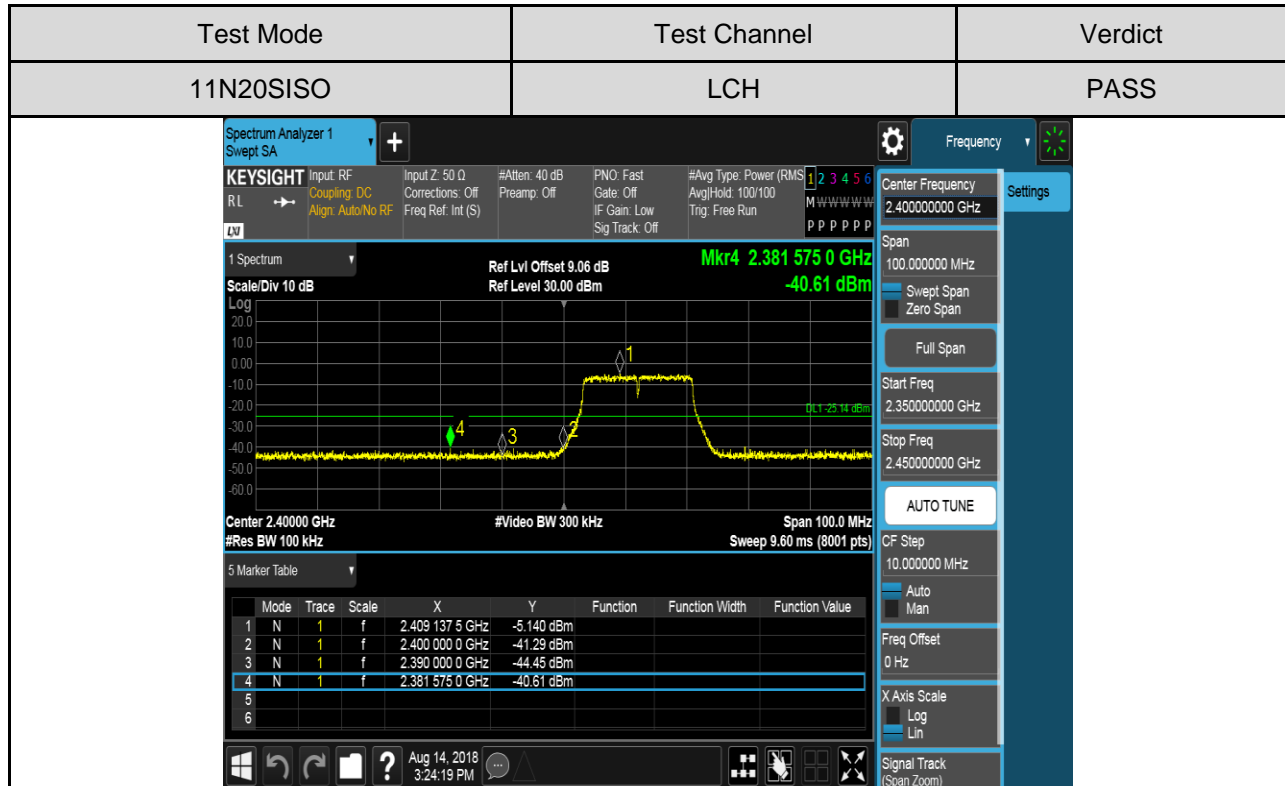 Test Mode Test Channel Verdict
11N20SISO LCH PASS
Spectrum Analyzer 1
Swept SA
+
Frequency
KEYSIGHT
RL
LXI
Input: RF
Coupling: DC
Align: Auto/No RF
Input Z: 50 Ω
Corrections: Off
Freq Ref: Int (S)
#Atten: 40 dB
Preamp: Off
PNO: Fast
Gate: Off
IF Gain: Low
Sig Track: Off
#Avg Type: Power (RMS
Avg|Hold: 100/100
Trig: Free Run
1 2 3 4 5 6
M W W W W W
P P P P P P
Center Frequency
2.400000000 GHz
Settings
Span
100.000000 MHz
Swept Span
Zero Span
Full Span
Start Freq
2.350000000 GHz
Stop Freq
2.450000000 GHz
AUTO TUNE
CF Step
10.000000 MHz
Auto
Man
Freq Offset
0 Hz
X Axis Scale
Log
Lin
Signal Track
(Span Zoom)
1 Spectrum
Scale/Div 10 dB
Ref Lvl Offset 9.06 dB
Ref Level 30.00 dBm
Mkr4 2.381 575 0 GHz
-40.61 dBm
Log
20.0
10.0
0.00
-10.0
-20.0
-30.0
-40.0
-50.0
-60.0
1
DL1 -25.14 dBm
4
3
2
Center 2.40000 GHz
#Res BW 100 kHz
#Video BW 300 kHz
Span 100.0 MHz
Sweep 9.60 ms (8001 pts)
5 Marker Table
Mode Trace Scale X Y Function Function Width Function Value
1 N 1 f 2.409 137 5 GHz -5.140 dBm
2 N 1 f 2.400 000 0 GHz -41.29 dBm
3 N 1 f 2.390 000 0 GHz -44.45 dBm
4 N 1 f 2.381 575 0 GHz -40.61 dBm
5
6
?
Aug 14, 2018
3:24:19 PM